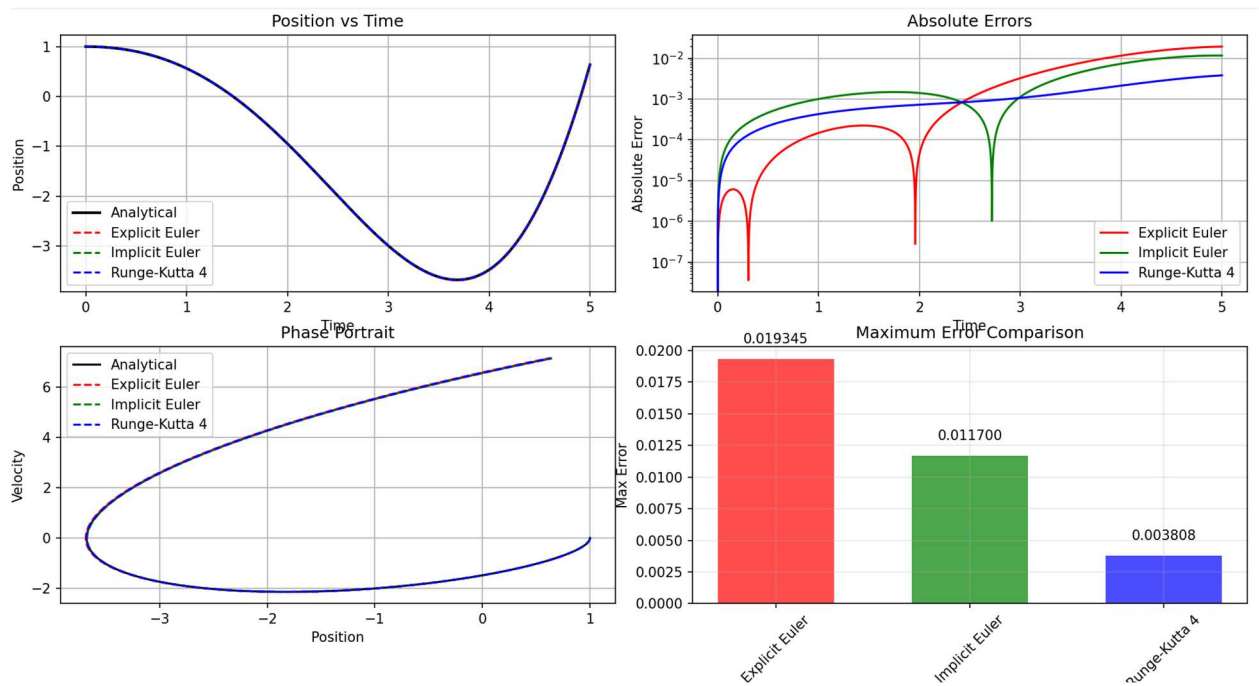 Position vs Time
Position
1
0
−1
−2
−3
Analytical
Explicit Euler
Implicit Euler
Runge-Kutta 4
0
1
2
3
4
5
Time
Absolute Errors
Absolute Error
10⁻²
10⁻³
10⁻⁴
10⁻⁵
10⁻⁶
10⁻⁷
Explicit Euler
Implicit Euler
Runge-Kutta 4
0
1
2
3
4
5
Time
Phase Portrait
Velocity
6
4
2
0
−2
Analytical
Explicit Euler
Implicit Euler
Runge-Kutta 4
−3
−2
−1
0
1
Position
Maximum Error Comparison
Max Error
0.0200
0.0175
0.0150
0.0125
0.0100
0.0075
0.0050
0.0025
0.0000
0.019345
0.011700
0.003808
Explicit Euler
Implicit Euler
Runge-Kutta 4